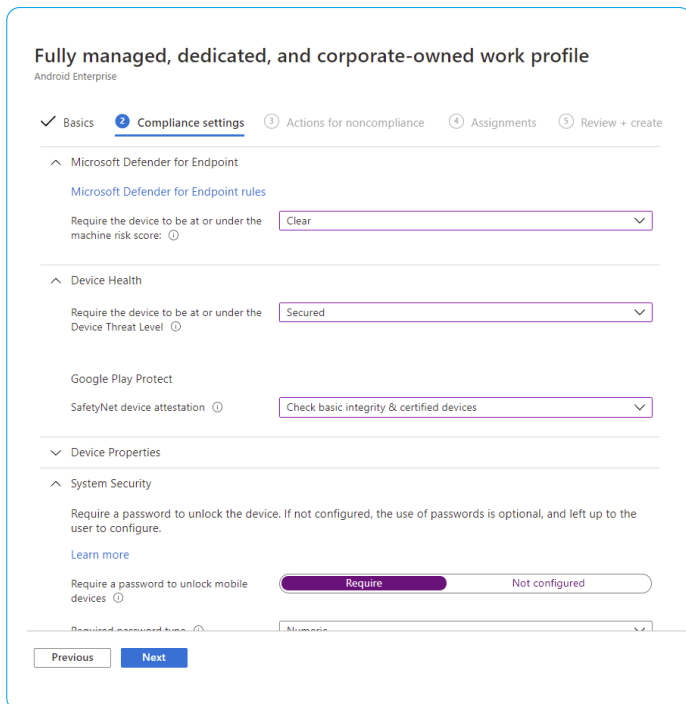 Fully managed, dedicated, and corporate-owned work profile
Android Enterprise
Basics
2 Compliance settings
3 Actions for noncompliance
4 Assignments
5 Review + create
Microsoft Defender for Endpoint
Microsoft Defender for Endpoint rules
Require the device to be at or under the
machine risk score:
Clear
Device Health
Require the device to be at or under the
Device Threat Level
Secured
Google Play Protect
SafetyNet device attestation
Check basic integrity & certified devices
Device Properties
System Security
Require a password to unlock the device. If not configured, the use of passwords is optional, and left up to the
user to configure.
Learn more
Require a password to unlock mobile
devices
Require
Not configured
Required password type
Numeric
Previous
Next